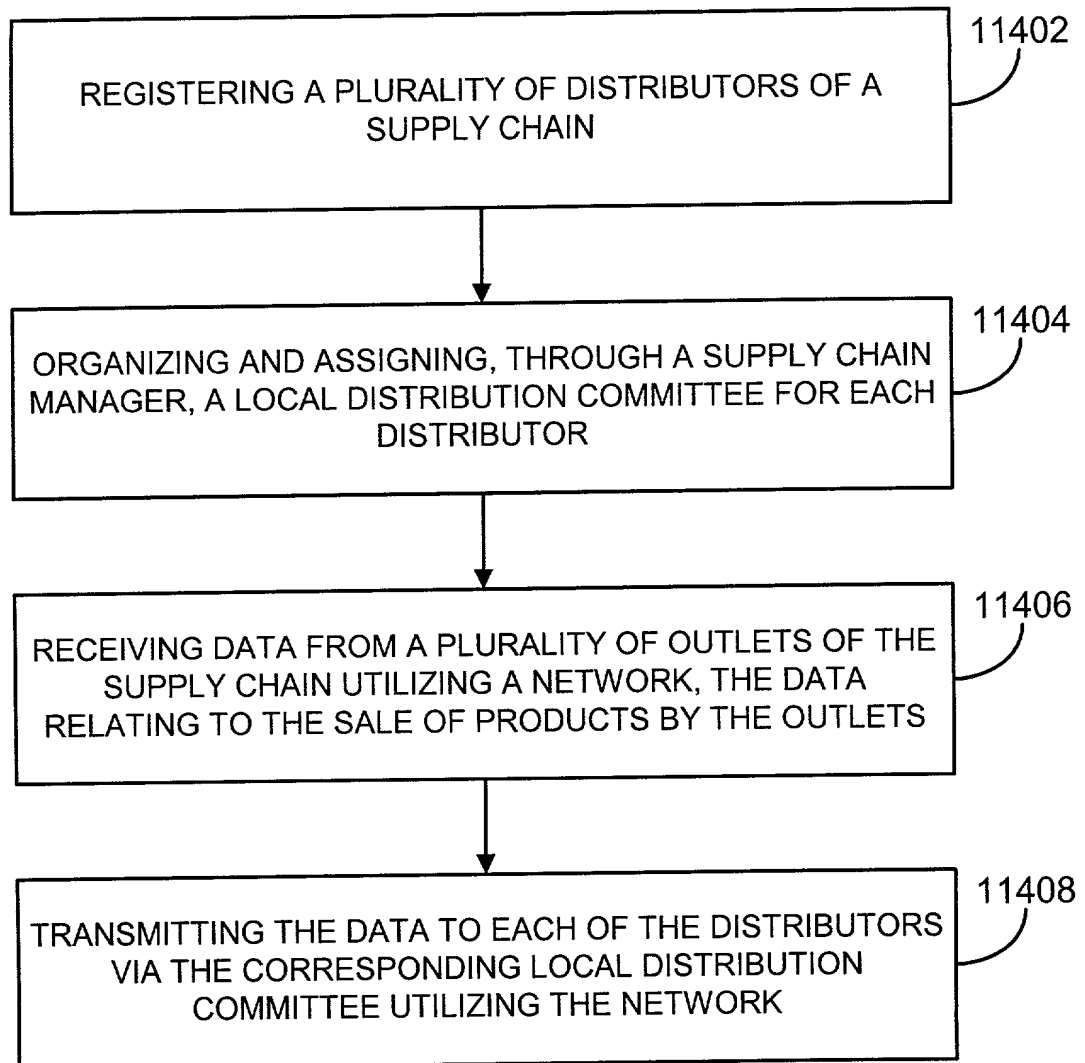 11402
REGISTERING A PLURALITY OF DISTRIBUTORS OF A
SUPPLY CHAIN
11404
ORGANIZING AND ASSIGNING, THROUGH A SUPPLY CHAIN
MANAGER, A LOCAL DISTRIBUTION COMMITTEE FOR EACH
DISTRIBUTOR
11406
RECEIVING DATA FROM A PLURALITY OF OUTLETS OF THE
SUPPLY CHAIN UTILIZING A NETWORK, THE DATA
RELATING TO THE SALE OF PRODUCTS BY THE OUTLETS
11408
TRANSMITTING THE DATA TO EACH OF THE DISTRIBUTORS
VIA THE CORRESPONDING LOCAL DISTRIBUTION
COMMITTEE UTILIZING THE NETWORK